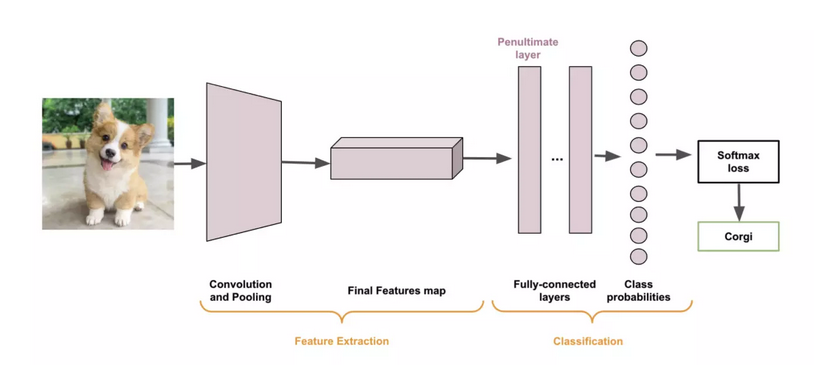 Penultimate
layer
...
Softmax
loss
Corgi
Convolution
and Pooling
Final Features map
Fully-connected
layers
Class
probabilities
Feature Extraction
Classification